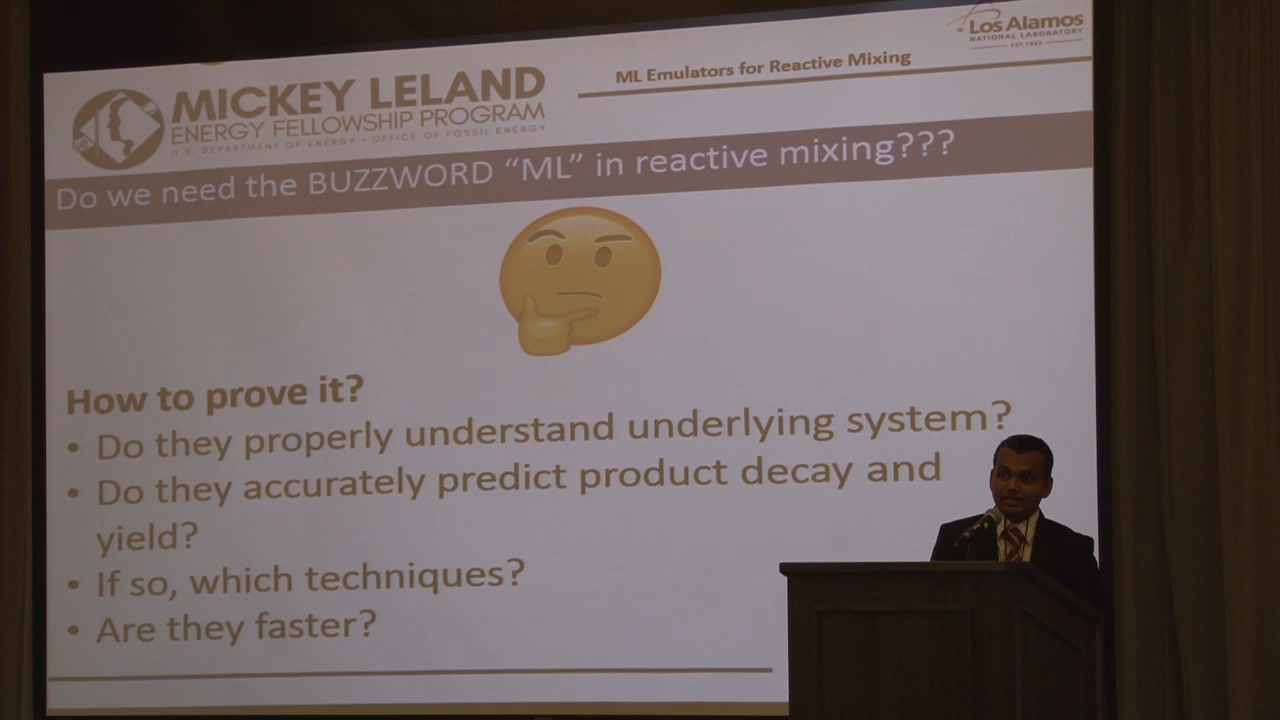 Los Alamos
NATIONAL LABORATORY
EST. 1943
ML Emulators for Reactive Mixing
MICKEY LELAND
ENERGY FELLOWSHIP PROGRAM
U.S. DEPARTMENT OF ENERGY • OFFICE OF FOSSIL ENERGY
Do we need the BUZZWORD “ML” in reactive mixing???
How to prove it?
• Do they properly understand underlying system?
• Do they accurately predict product decay and
yield?
• If so, which techniques?
• Are they faster?